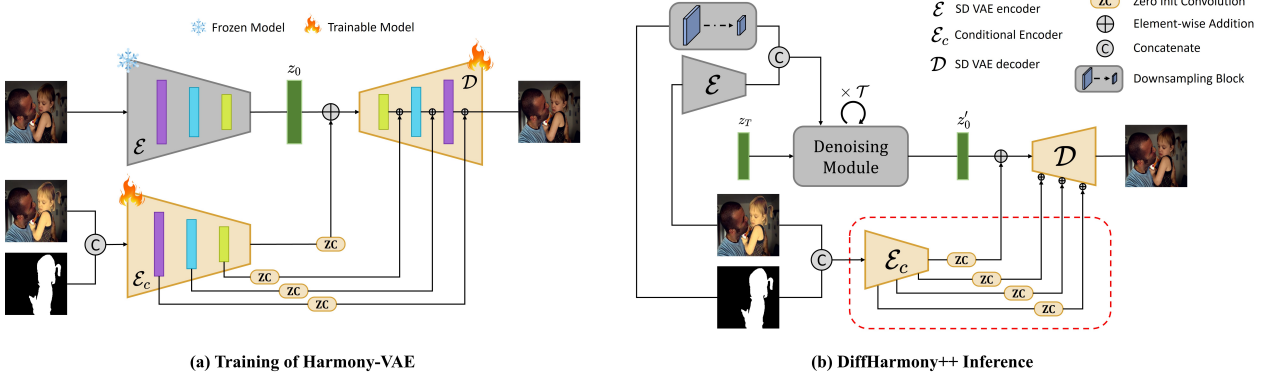 Frozen Model
Trainable Model
z₀
𝒟
ℰ
C
ℰc
ZC
ZC
ZC
ZC
(a) Training of Harmony-VAE
ℰ SD VAE encoder
ℰc Conditional Encoder
𝒟 SD VAE decoder
ZC Zero Init Convolution
Element-wise Addition
C Concatenate
Downsampling Block
C
ℰ
× 𝒯
z_T
Denoising
Module
z′₀
𝒟
C
ℰc
ZC
ZC
ZC
ZC
(b) DiffHarmony++ Inference